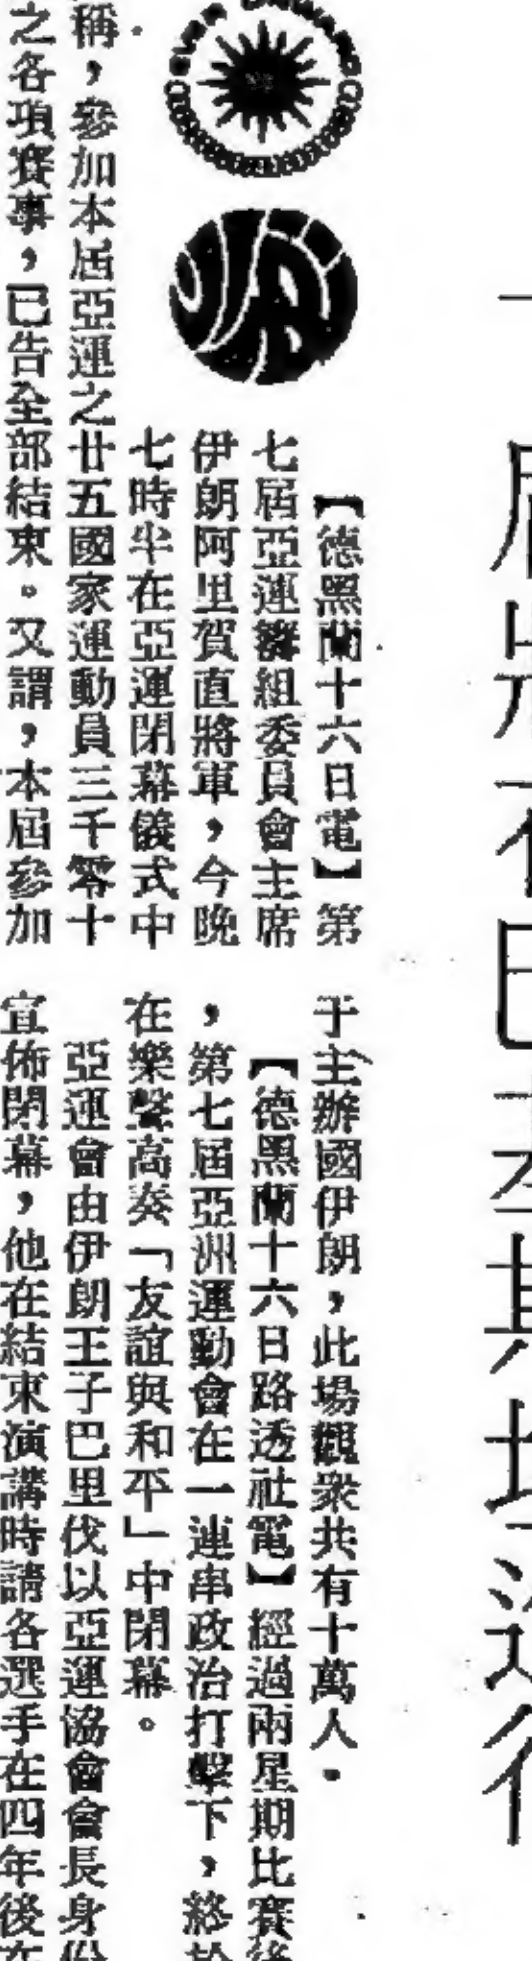 【德黑蘭十六日電】第
七屆亞運籌組委員會主席
伊朗阿里賀直將軍，今晚
七時半在亞運閉幕儀式中
稱，參加本屆亞運之廿五國家運動員三千零十
之各項賽事，已告全部結束。又謂，本屆參加
于主辦國伊朗，此場觀衆共有十萬人．
【德黑蘭十六日路透社電】經過兩星期比賽後
，第七屆亞洲運動會在一連串政治打擊下，終於
在樂聲高奏「友誼與和平」中閉幕。
亞運會由伊朗王子巴里伐以亞運協會會長身份
宣佈閉幕，他在結束演講時請各選手在四年後在